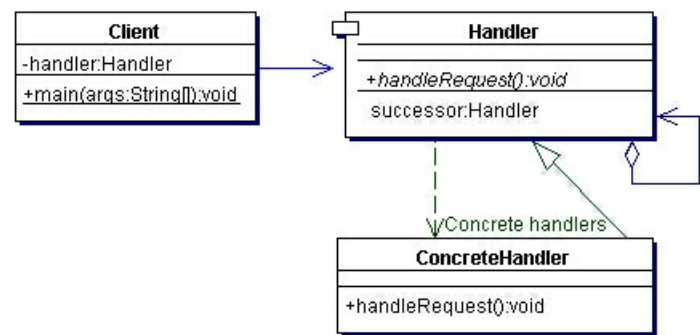 Client
-handler:Handler
+main(args:String[]):void
Handler
+handleRequest():void
successor:Handler
Concrete handlers
ConcreteHandler
+handleRequest():void